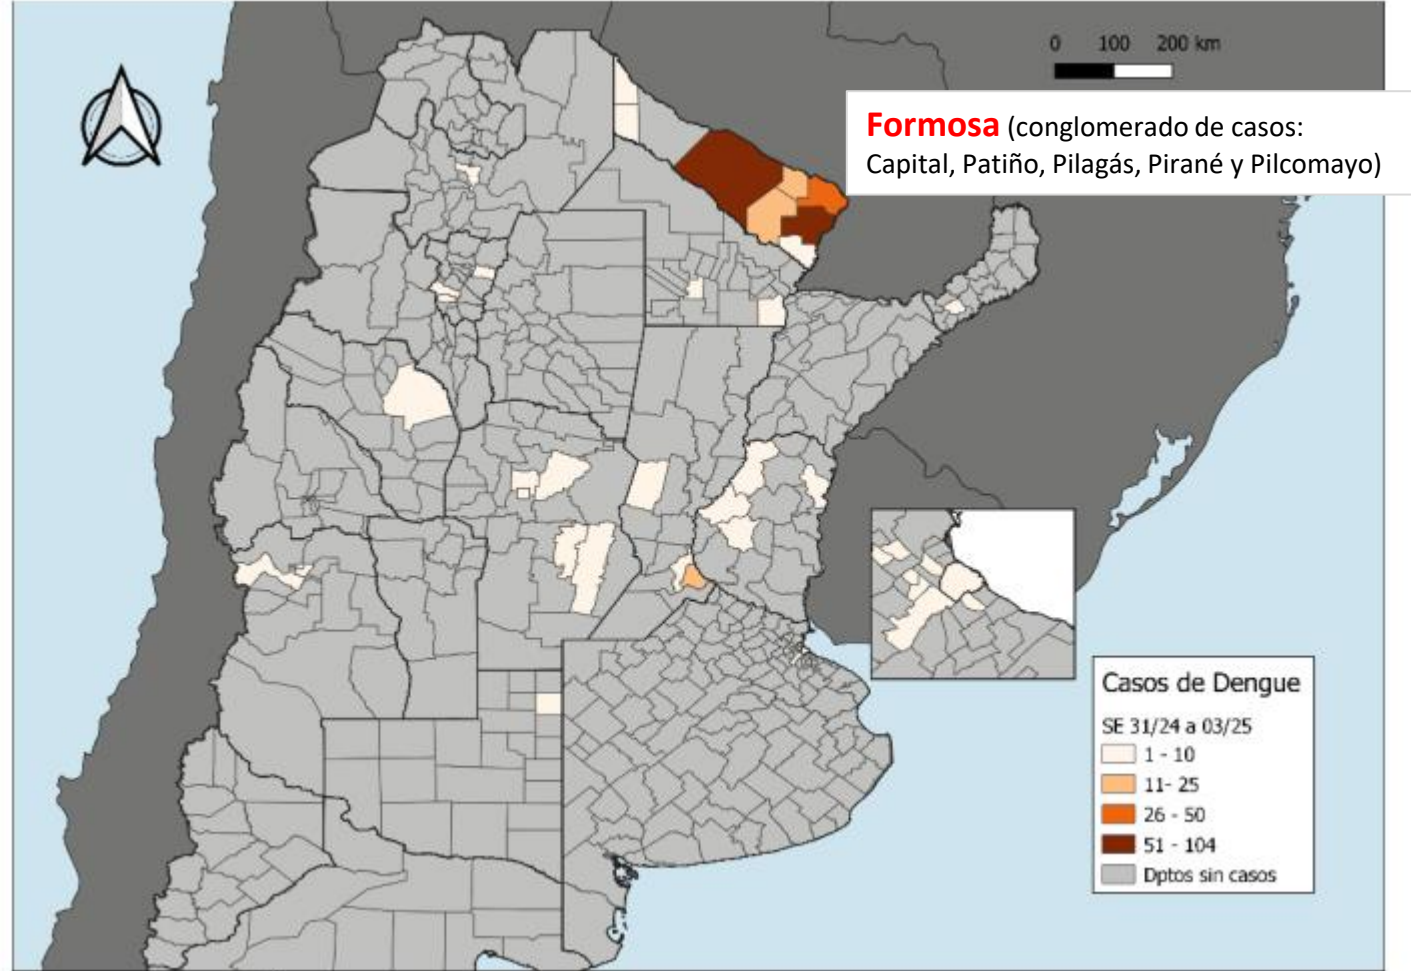 0 100 200 km
Formosa (conglomerado de casos:
Capital, Patiño, Pilagás, Pirané y Pilcomayo)
Casos de Dengue
SE 31/24 a 03/25
1 - 10
11- 25
26 - 50
51 - 104
Dptos sin casos